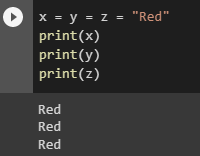 x = y = z = "Red"
print(x)
print(y)
print(z)
Red
Red
Red